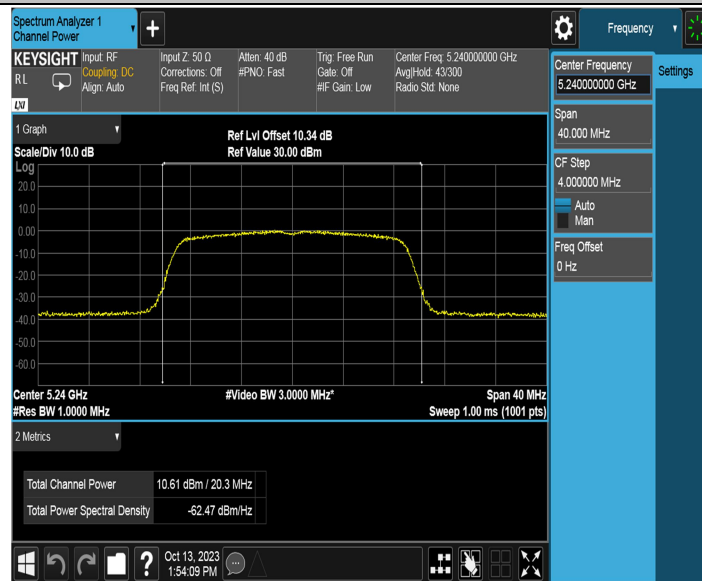 Spectrum Analyzer 1
Channel Power
Frequency
KEYSIGHT
R L
LXI
Input: RF
Coupling: DC
Align: Auto
Input Z: 50 Ω
Corrections: Off
Freq Ref: Int (S)
Atten: 40 dB
#PNO: Fast
Trig: Free Run
Gate: Off
#IF Gain: Low
Center Freq: 5.240000000 GHz
Avg|Hold: 43/300
Radio Std: None
Center Frequency
5.240000000 GHz
Settings
Span
40.000 MHz
CF Step
4.000000 MHz
Auto
Man
Freq Offset
0 Hz
1 Graph
Scale/Div 10.0 dB
Ref Lvl Offset 10.34 dB
Ref Value 30.00 dBm
Log
20.0
10.0
0.00
-10.0
-20.0
-30.0
-40.0
-50.0
-60.0
Center 5.24 GHz
#Video BW 3.0000 MHz*
Span 40 MHz
#Res BW 1.0000 MHz
Sweep 1.00 ms (1001 pts)
2 Metrics
Total Channel Power 10.61 dBm / 20.3 MHz
Total Power Spectral Density -62.47 dBm/Hz
?
Oct 13, 2023
1:54:09 PM